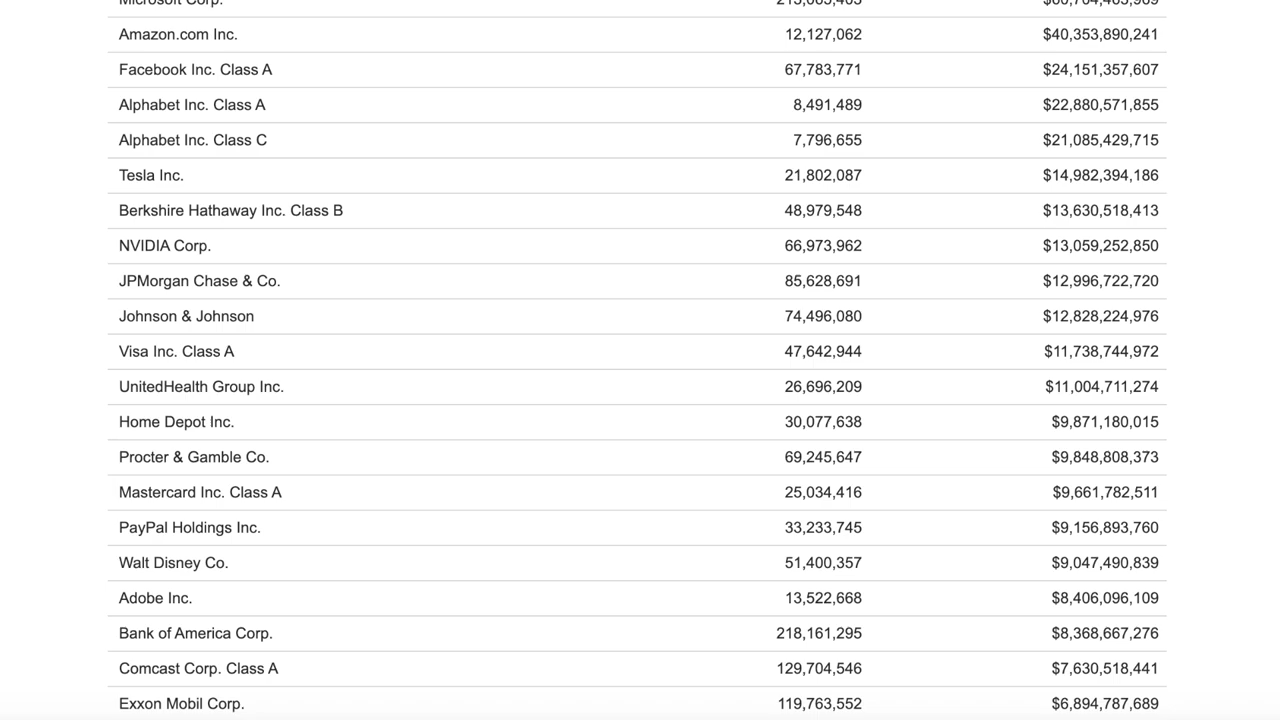 Amazon.com Inc. 12,127,062 $40,353,890,241
Facebook Inc. Class A 67,783,771 $24,151,357,607
Alphabet Inc. Class A 8,491,489 $22,880,571,855
Alphabet Inc. Class C 7,796,655 $21,085,429,715
Tesla Inc. 21,802,087 $14,982,394,186
Berkshire Hathaway Inc. Class B 48,979,548 $13,630,518,413
NVIDIA Corp. 66,973,962 $13,059,252,850
JPMorgan Chase & Co. 85,628,691 $12,996,722,720
Johnson & Johnson 74,496,080 $12,828,224,976
Visa Inc. Class A 47,642,944 $11,738,744,972
UnitedHealth Group Inc. 26,696,209 $11,004,711,274
Home Depot Inc. 30,077,638 $9,871,180,015
Procter & Gamble Co. 69,245,647 $9,848,808,373
Mastercard Inc. Class A 25,034,416 $9,661,782,511
PayPal Holdings Inc. 33,233,745 $9,156,893,760
Walt Disney Co. 51,400,357 $9,047,490,839
Adobe Inc. 13,522,668 $8,406,096,109
Bank of America Corp. 218,161,295 $8,368,667,276
Comcast Corp. Class A 129,704,546 $7,630,518,441
Exxon Mobil Corp. 119,763,552 $6,894,787,689